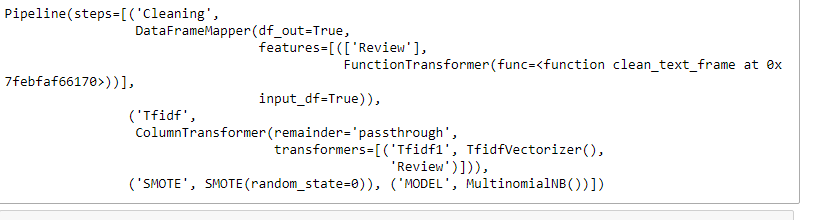 Pipeline(steps=[('Cleaning',
                 DataFrameMapper(df_out=True,
                                 features=[(['Review'],
                                            FunctionTransformer(func=<function clean_text_frame at 0x
7febfaf66170>))],
                                 input_df=True)),
                ('Tfidf',
                 ColumnTransformer(remainder='passthrough',
                                   transformers=[('Tfidf1', TfidfVectorizer(),
                                                  'Review')])),
                ('SMOTE', SMOTE(random_state=0)), ('MODEL', MultinomialNB())])